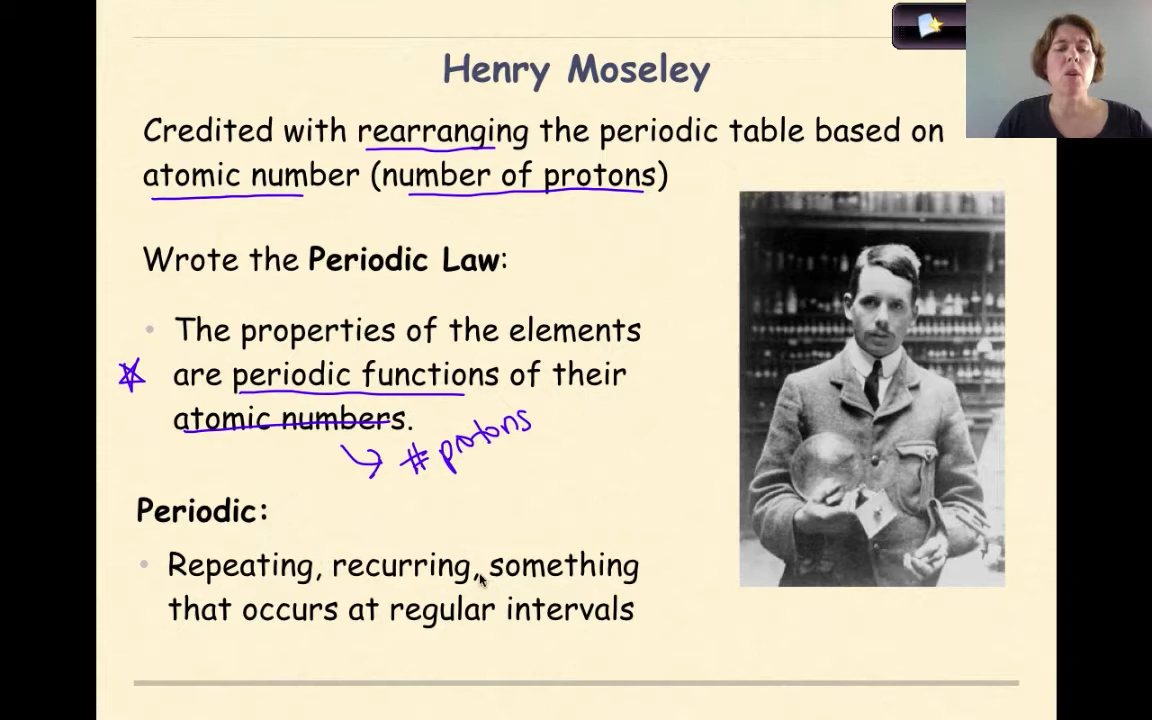 Henry Moseley
Credited with rearranging the periodic table based on
atomic number (number of protons)
Wrote the Periodic Law:
• The properties of the elements
are periodic functions of their
atomic numbers.
# protons
Periodic:
• Repeating, recurring, something
that occurs at regular intervals